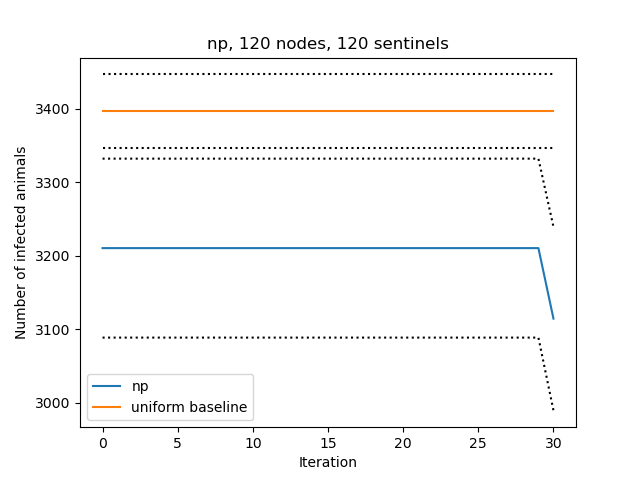 np, 120 nodes, 120 sentinels
Number of infected animals
3400
3300
3200
3100
3000
np
uniform baseline
0 5 10 15 20 25 30
Iteration